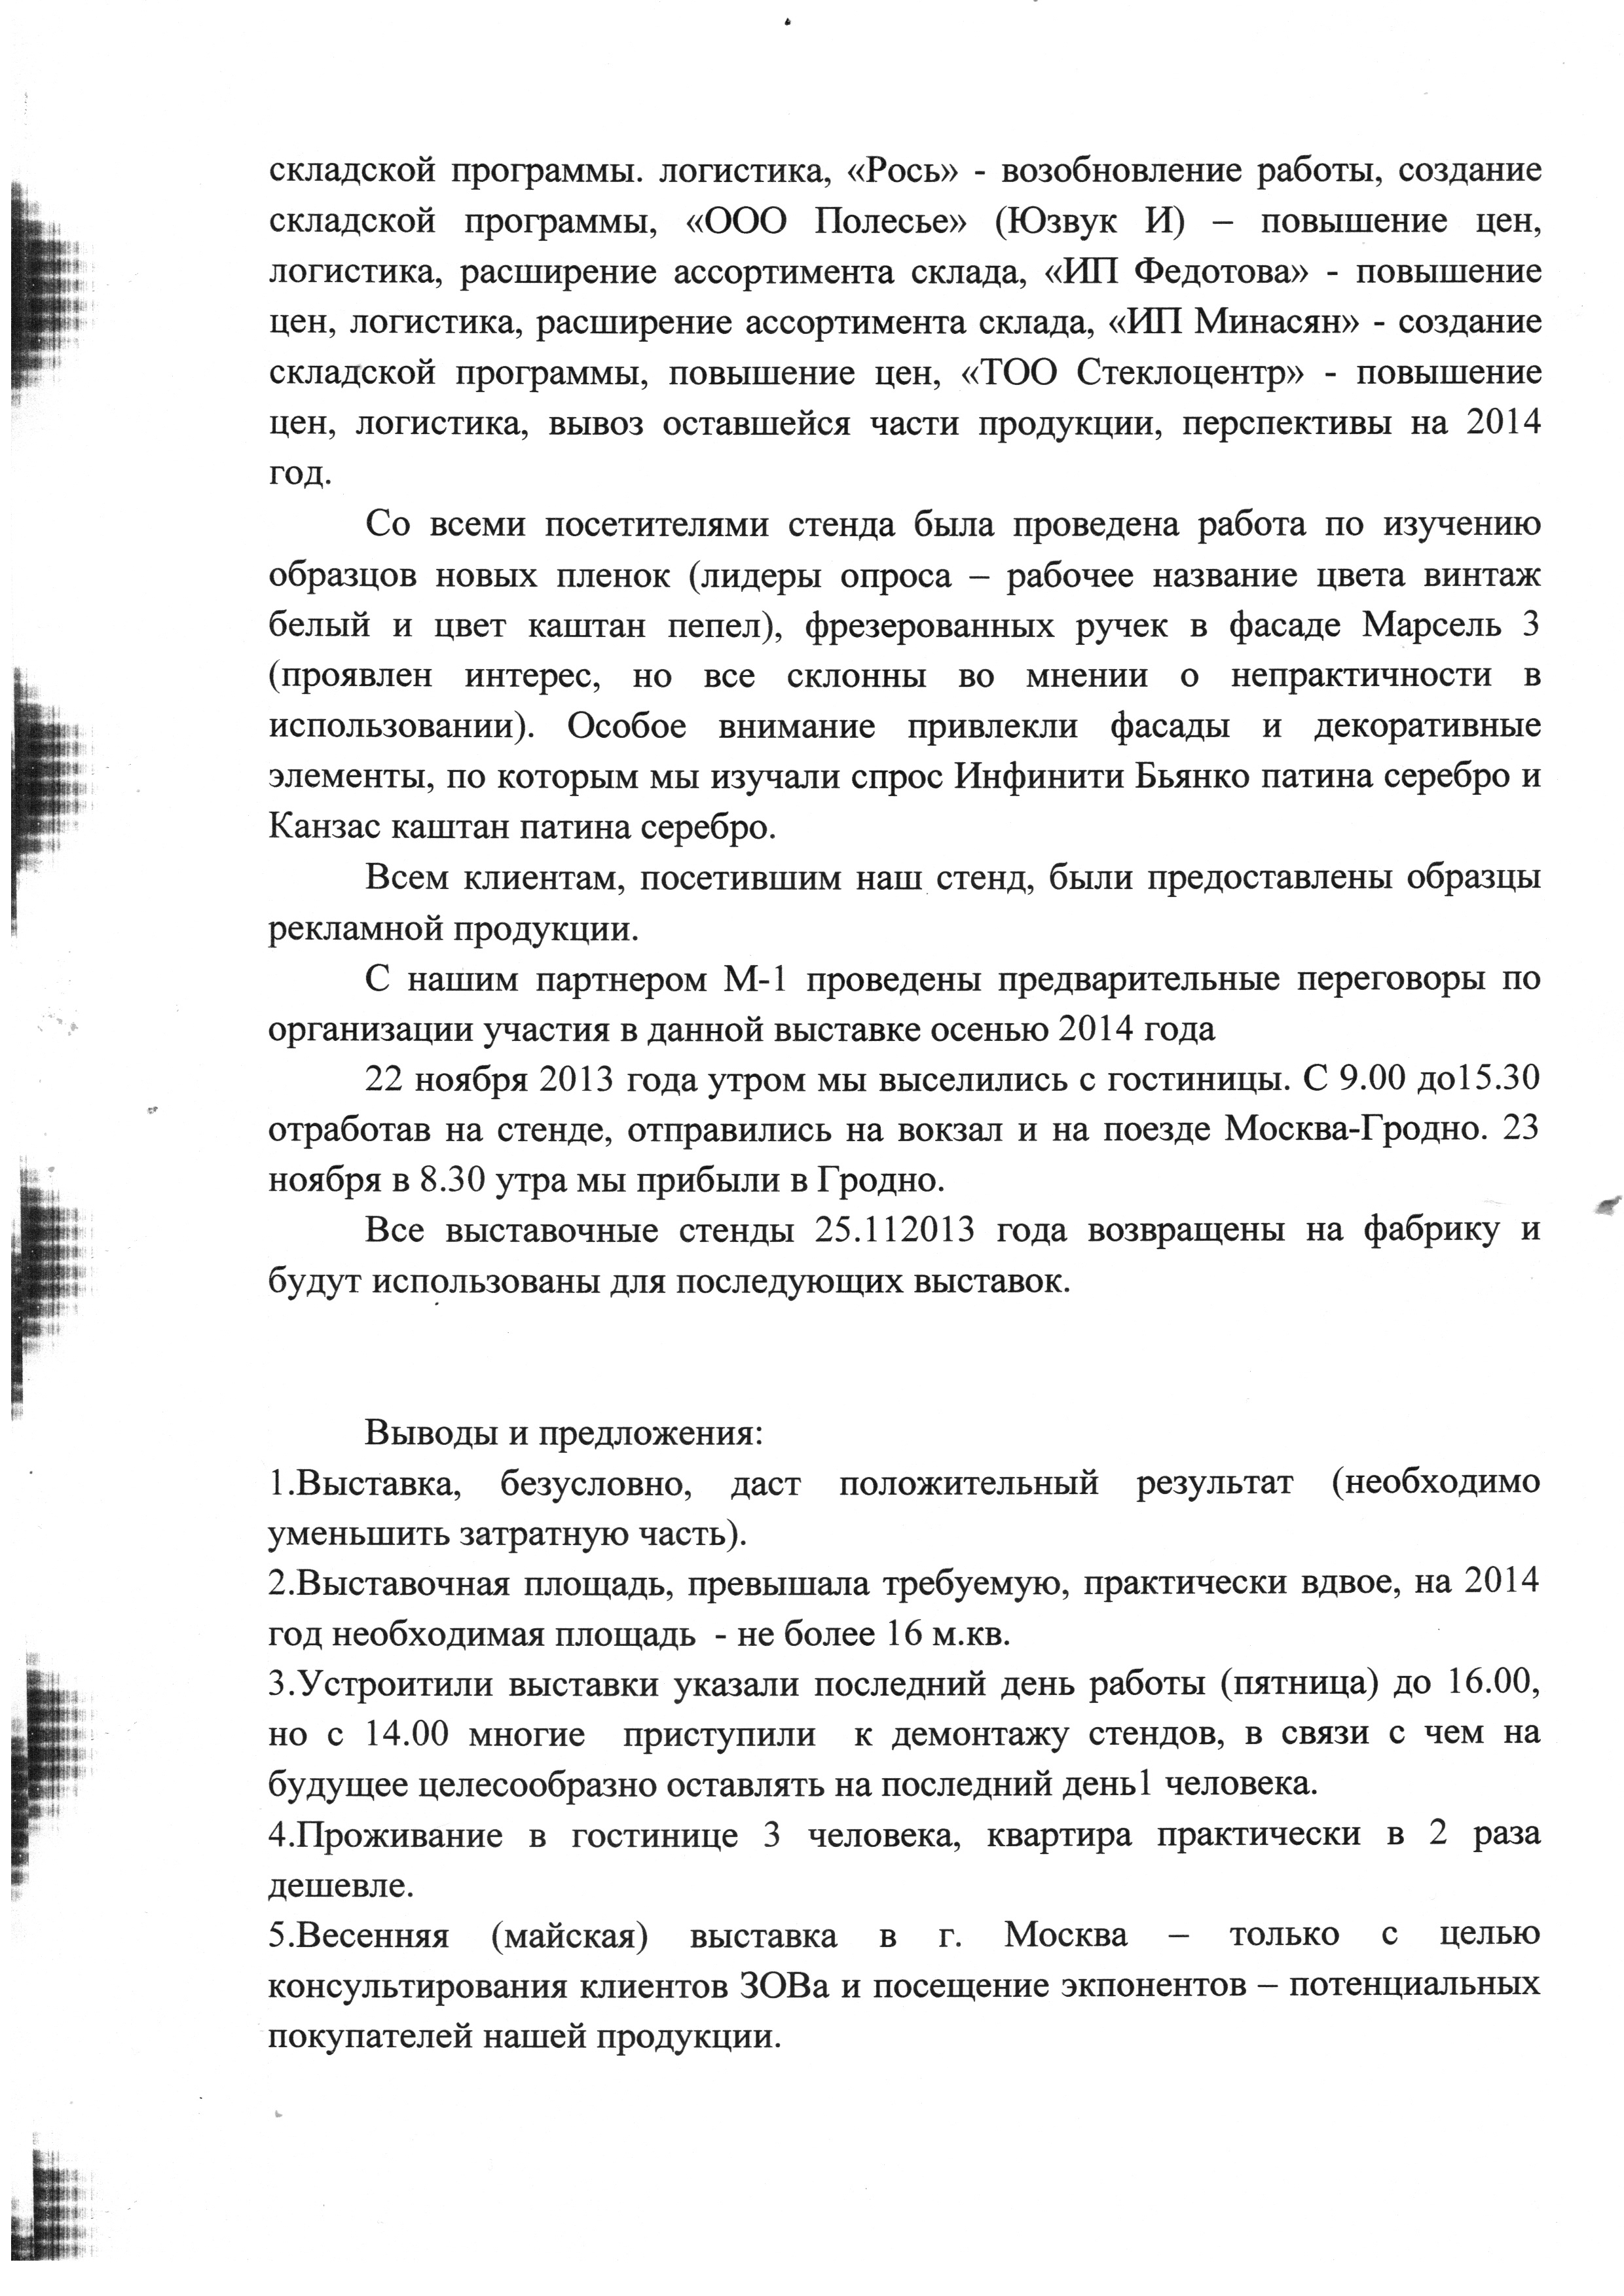 складской программы. логистика, «Рось» - возобновление работы, создание
складской программы, «ООО Полесье» (Юзвук И) – повышение цен,
логистика, расширение ассортимента склада, «ИП Федотова» - повышение
цен, логистика, расширение ассортимента склада, «ИП Минасян» - создание
складской программы, повышение цен, «ТОО Стеклоцентр» - повышение
цен, логистика, вывоз оставшейся части продукции, перспективы на 2014
год.
Со всеми посетителями стенда была проведена работа по изучению
образцов новых пленок (лидеры опроса – рабочее название цвета винтаж
белый и цвет каштан пепел), фрезерованных ручек в фасаде Марсель 3
(проявлен интерес, но все склонны во мнении о непрактичности в
использовании). Особое внимание привлекли фасады и декоративные
элементы, по которым мы изучали спрос Инфинити Бьянко патина серебро и
Канзас каштан патина серебро.
Всем клиентам, посетившим наш стенд, были предоставлены образцы
рекламной продукции.
С нашим партнером М-1 проведены предварительные переговоры по
организации участия в данной выставке осенью 2014 года
22 ноября 2013 года утром мы выселились с гостиницы. С 9.00 до15.30
отработав на стенде, отправились на вокзал и на поезде Москва-Гродно. 23
ноября в 8.30 утра мы прибыли в Гродно.
Все выставочные стенды 25.112013 года возвращены на фабрику и
будут использованы для последующих выставок.
Выводы и предложения:
1.Выставка, безусловно, даст положительный результат (необходимо
уменьшить затратную часть).
2.Выставочная площадь, превышала требуемую, практически вдвое, на 2014
год необходимая площадь - не более 16 м.кв.
3.Устроитили выставки указали последний день работы (пятница) до 16.00,
но с 14.00 многие приступили к демонтажу стендов, в связи с чем на
будущее целесообразно оставлять на последний день1 человека.
4.Проживание в гостинице 3 человека, квартира практически в 2 раза
дешевле.
5.Весенняя (майская) выставка в г. Москва – только с целью
консультирования клиентов ЗОВа и посещение экпонентов – потенциальных
покупателей нашей продукции.